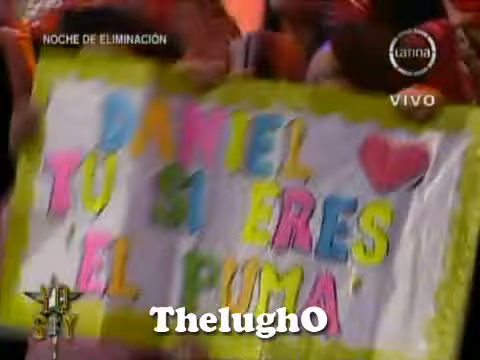 NOCHE DE ELIMINACIÓN
Latina
VIVO
DANIEL
TU SI ERES
"EL PUMA"
YO
SOY
ThelughO